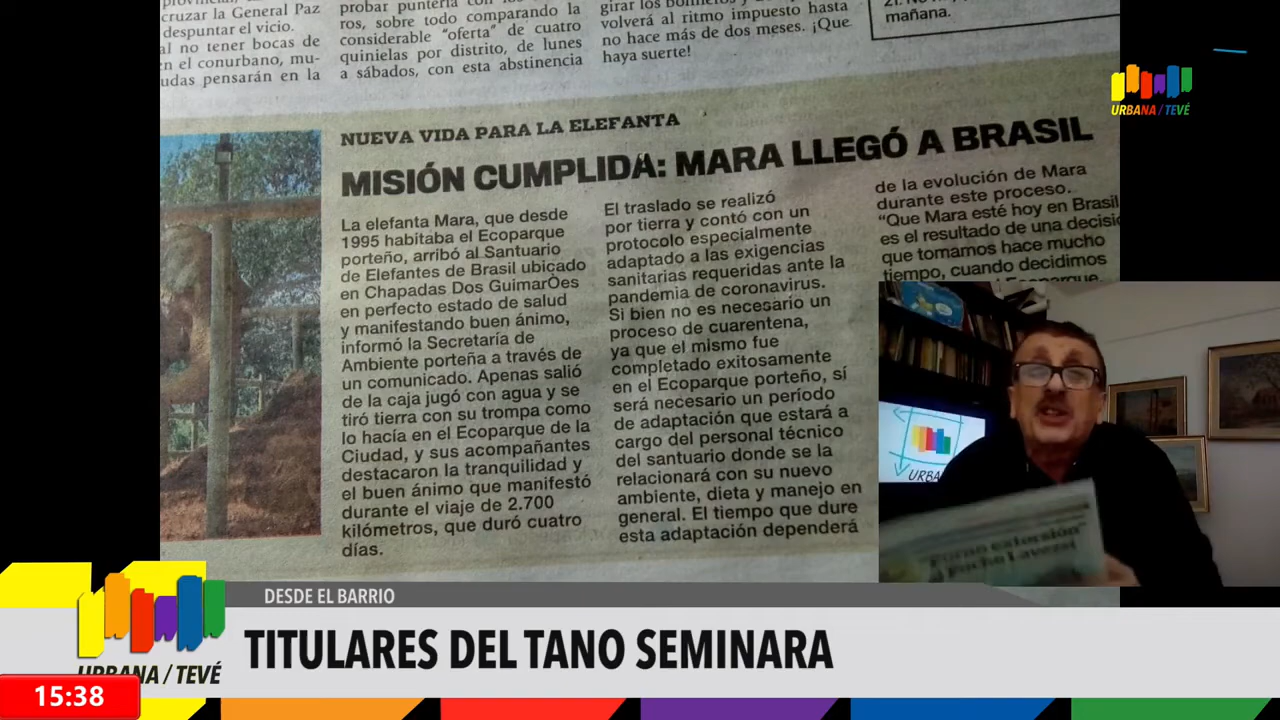 cruzar la General Paz
despuntar el vicio.
al no tener bocas de
en el conurbano, mu-
udas pensarán en la
probar puntería con los
ros, sobre todo comparando la
considerable "oferta" de cuatro
quinielas por distrito, de lunes
a sábados, con esta abstinencia
girar los
volverá al ritmo impuesto hasta
no hace más de dos meses. ¡Que
haya suerte!
mañana.
URBANA / TEVÉ
NUEVA VIDA PARA LA ELEFANTA
MISIÓN CUMPLIDA: MARA LLEGÓ A BRASIL
La elefanta Mara, que desde
1995 habitaba el Ecoparque
porteño, arribó al Santuario
de Elefantes de Brasil ubicado
en Chapadas Dos GuimarÕes
en perfecto estado de salud
y manifestando buen ánimo,
informó la Secretaría de
Ambiente porteña a través de
un comunicado. Apenas salió
de la caja jugó con agua y se
tiró tierra con su trompa como
lo hacía en el Ecoparque de la
Ciudad, y sus acompañantes
destacaron la tranquilidad y
el buen ánimo que manifestó
durante el viaje de 2.700
kilómetros, que duró cuatro
días.
El traslado se realizó
por tierra y contó con un
protocolo especialmente
adaptado a las exigencias
sanitarias requeridas ante la
pandemia de coronavirus.
Si bien no es necesario un
proceso de cuarentena,
ya que el mismo fue
completado exitosamente
en el Ecoparque porteño, sí
será necesario un período
de adaptación que estará a
cargo del personal técnico
del santuario donde se la
relacionará con su nuevo
ambiente, dieta y manejo en
general. El tiempo que dure
esta adaptación dependerá
de la evolución de Mara
durante este proceso.
"Que Mara esté hoy en Brasil
es el resultado de una decisió
que tomamos hace mucho
tiempo, cuando decidimos
URBA
DESDE EL BARRIO
TITULARES DEL TANO SEMINARA
URBANA / TEVÉ
15:38